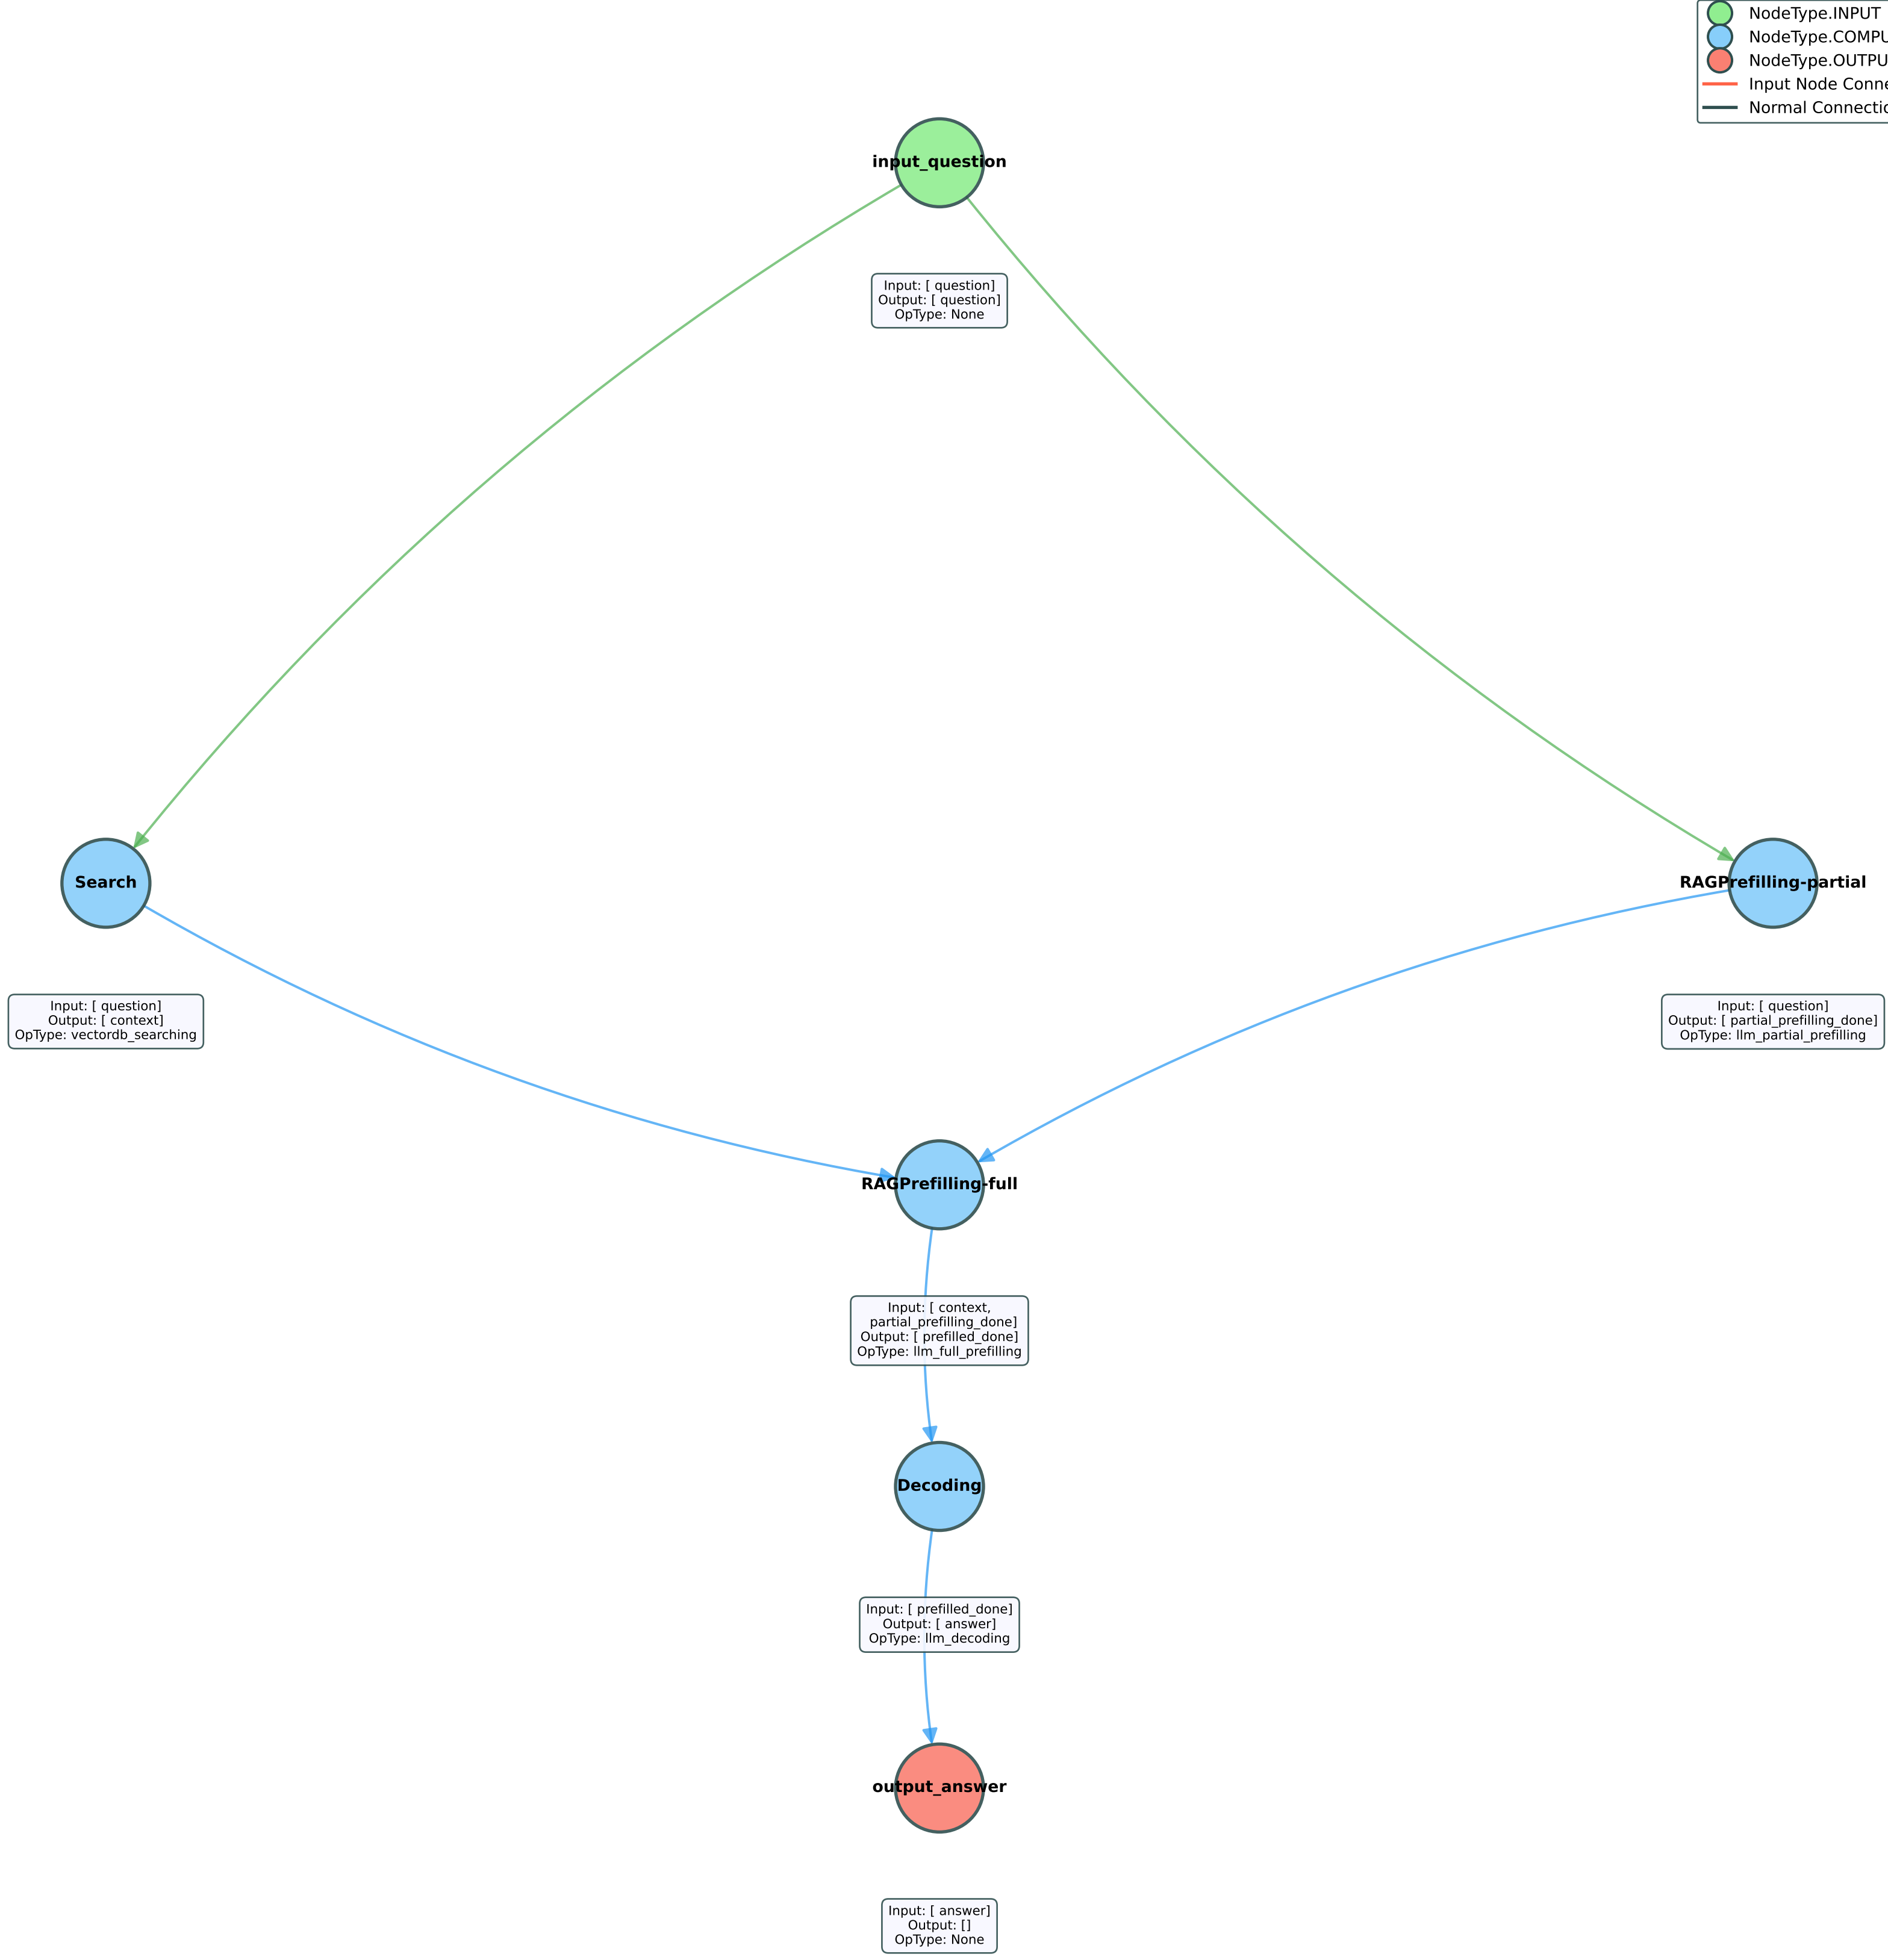 NodeType.INPUT
NodeType.COMPU
NodeType.OUTPU
Input Node Conne
Normal Connectio
input_question
Input: [ question]
Output: [ question]
OpType: None
Search
RAGPrefilling-partial
Input: [ question]
Output: [ context]
OpType: vectordb_searching
Input: [ question]
Output: [ partial_prefilling_done]
OpType: llm_partial_prefilling
RAGPrefilling-full
Input: [ context,
partial_prefilling_done]
Output: [ prefilled_done]
OpType: llm_full_prefilling
Decoding
Input: [ prefilled_done]
Output: [ answer]
OpType: llm_decoding
output_answer
Input: [ answer]
Output: []
OpType: None